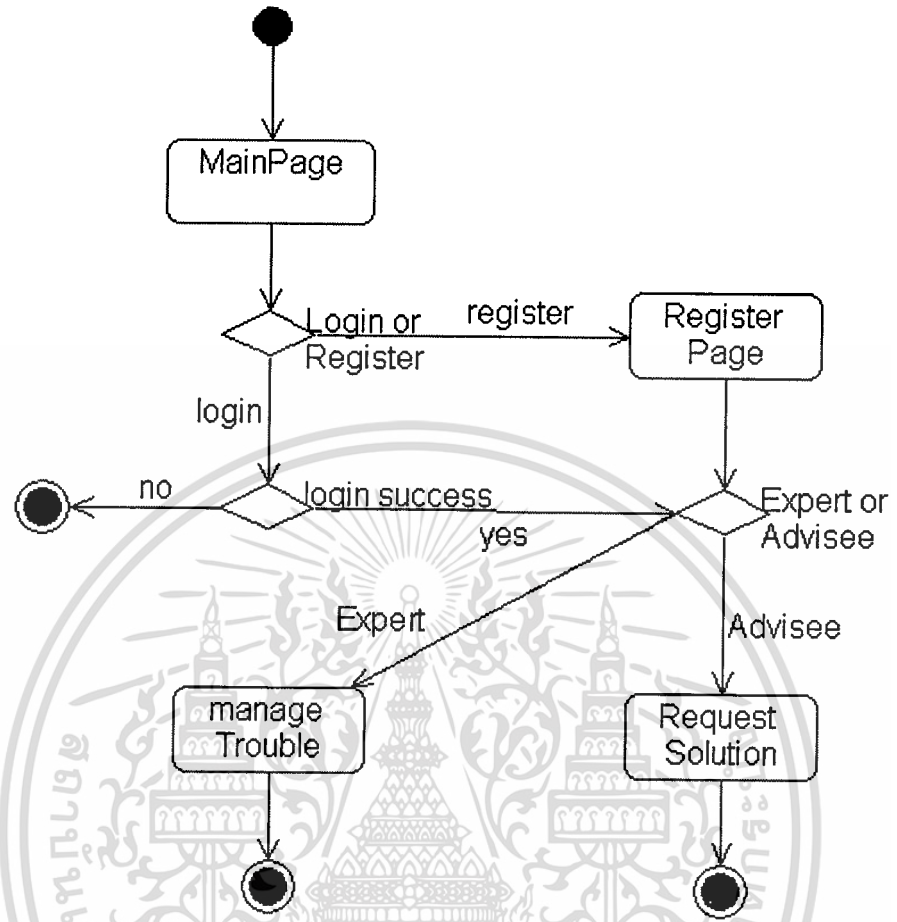 MainPage
Login or
Register
register
Register
Page
login
no
login success
yes
Expert or
Advisee
Expert
Advisee
manage
Trouble
Request
Solution